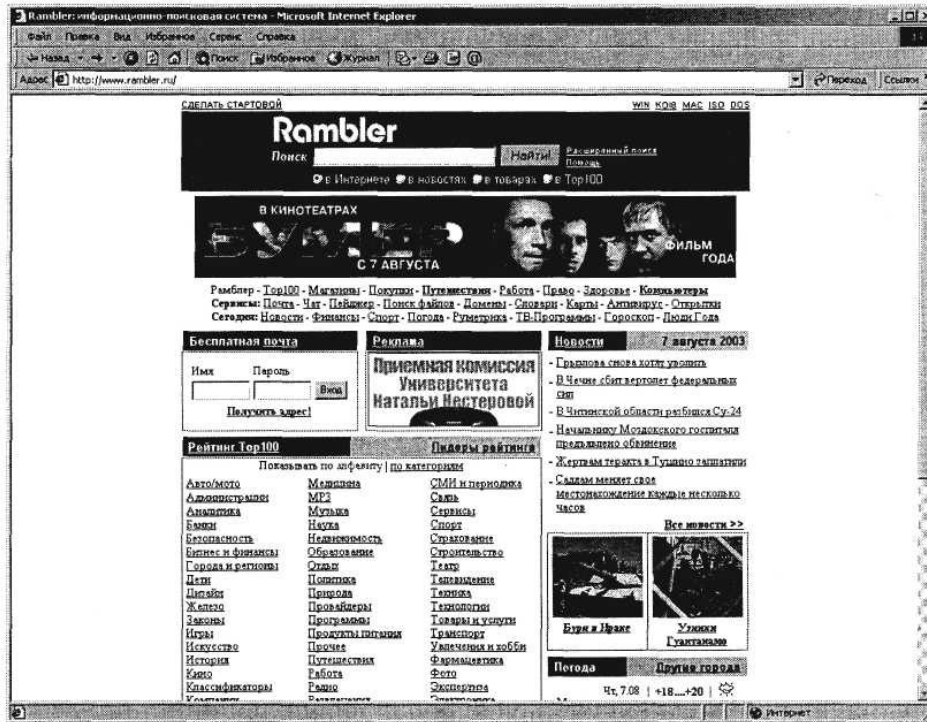 Rambler: информационно-поисковая система - Microsoft Internet Explorer
Файл Правка Вид Избранное Сервис Справка
Назад Поиск Избранное Журнал
Адрес http://www.rambler.ru/ Переход Ссылки
СДЕЛАТЬ СТАРТОВОЙ WIN KOI8 MAC ISO DOS
Rambler
Поиск Найти! Расширенный поиск
Помощь
в Интернете в новостях в товарах в Top100
В КИНОТЕАТРАХ
БУМЕР
С 7 АВГУСТА
ФИЛЬМ
ГОДА
Рамблер - Top100 - Магазины - Покупки - Путешествия - Работа - Право - Здоровье - Компьютеры
Сервисы: Почта - Чат - Пейджер - Поиск файлов - Домены - Словари - Карты - Антивирус - Открытки
Сегодня: Новости - Финансы - Спорт - Погода - Руметрика - ТВ-Программы - Гороскоп - Люди Года
Бесплатная почта
Имя Пароль
Вход
Получить адрес!
Реклама
Приемная комиссия
Университета
Натальи Нестеровой
Новости 7 августа 2003
- Грызлова снова хотят уволить
- В Чечне сбит вертолет федеральных
сил
- В Читинской области разбился Су-24
- Начальнику Моздокского госпиталя
предъявлено обвинение
- Жертвам теракта в Тушино заплатили
- Саддам меняет свое
местонахождение каждые несколько
часов
Все новости >>
Рейтинг Top100 Лидеры рейтинга
Показывать по алфавиту | по категориям
Авто/мото Медицина СМИ и периодика
Администрации MP3 Связь
Аналитика Музыка Сервисы
Банки Наука Спорт
Безопасность Недвижимость Страхование
Бизнес и финансы Образование Строительство
Города и регионы Отдых Театр
Дети Политика Телевидение
Дизайн Природа Техника
Железо Провайдеры Технологии
Законы Программы Товары и услуги
Игры Продукты питания Транспорт
Искусство Прочее Увлечения и хобби
История Путешествия Фармацевтика
Кино Работа Фото
Классификаторы Радио Экспертиза
Компании Развлечения Электроника
Буря в Ираке
Узники
Гуантанамо
Погода Другие города
Чт, 7.08 | +18....+20 |
Интернет